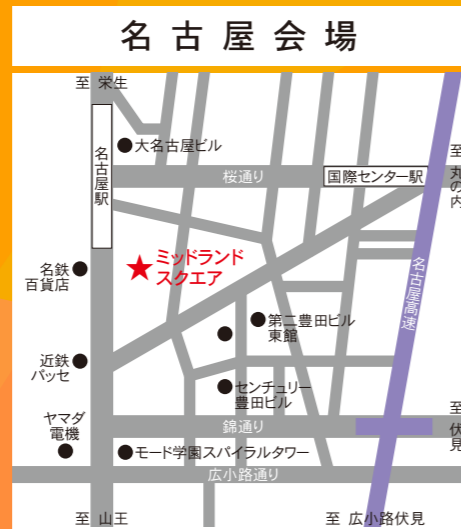 名古屋会場
至 栄生
名古屋駅
大名古屋ビル
桜通り
国際センター駅
至 丸の内
ミッドランド
スクエア
名鉄
百貨店
名古屋高速
第二豊田ビル
東館
近鉄
パッセ
センチュリー
豊田ビル
至 伏見
ヤマダ
電機
錦通り
モード学園スパイラルタワー
広小路通り
至 山王
至 広小路伏見